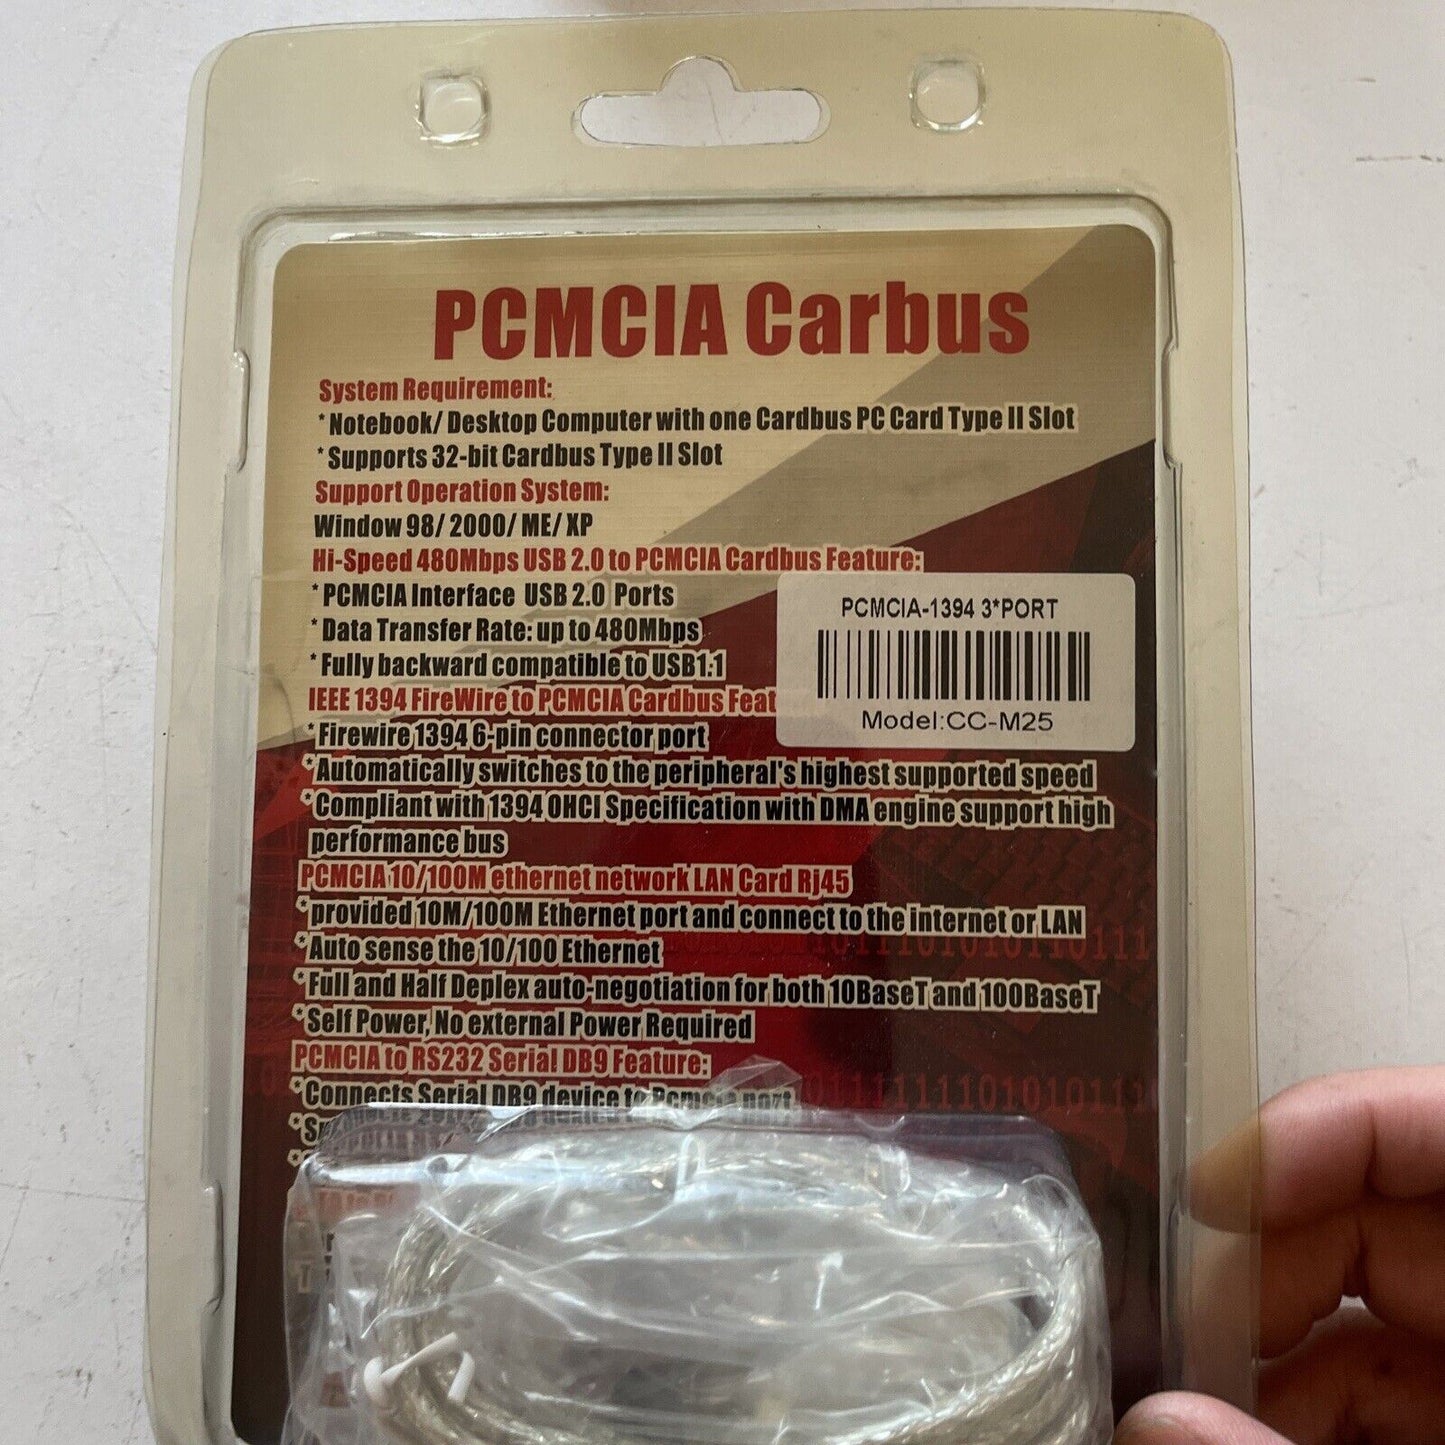 PCMCIA Carbus
System Requirement:
* Notebook/ Desktop Computer with one Cardbus PC Card Type II Slot
* Supports 32-bit Cardbus Type II Slot
Support Operation System:
Window 98/ 2000/ ME/ XP
Hi-Speed 480Mbps USB 2.0 to PCMCIA Cardbus Feature:
* PCMCIA Interface USB 2.0 Ports
* Data Transfer Rate: up to 480Mbps
* Fully backward compatible to USB1.1
PCMCIA-1394 3*PORT
Model:CC-M25
IEEE 1394 FireWire to PCMCIA Cardbus
* Firewire 1394 6-pin connector port
*Automatically switches to the peripheral's highest supported speed
*Compliant with 1394 OHCI Specification with DMA engine support high
performance bus
PCMCIA 10/100M ethernet network LAN Card Rj45
*provided 10M/100M Ethernet port and connect to the internet or LAN
*Auto sense the 10/100 Ethernet
*Full and Half Deplex auto-negotiation for both 10BaseT and 100BaseT
*Self Power, No external Power Required
PCMCIA to RS232 Serial DB9 Feature:
*Connects Serial DB9 device to Pcmcia port